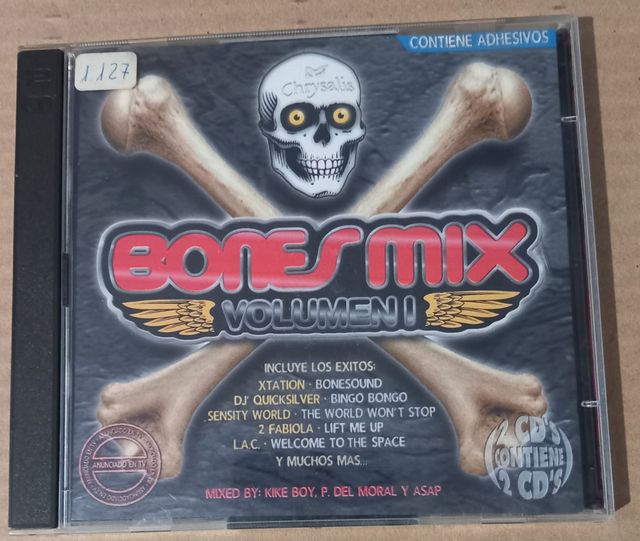 CONTIENE ADHESIVOS
1127
Chrysalis
BONES MIX
VOLUMEN I
INCLUYE LOS EXITOS:
XTATION · BONESOUND
DJ' QUICKSILVER · BINGO BONGO
SENSITY WORLD · THE WORLD WON'T STOP
2 FABIOLA · LIFT ME UP
L.A.C. · WELCOME TO THE SPACE
Y MUCHOS MAS...
MIXED BY: KIKE BOY, P. DEL MORAL Y ASAP
ANUNCIADO EN TV
2 CD'S
CONTIENE
2 CD'S